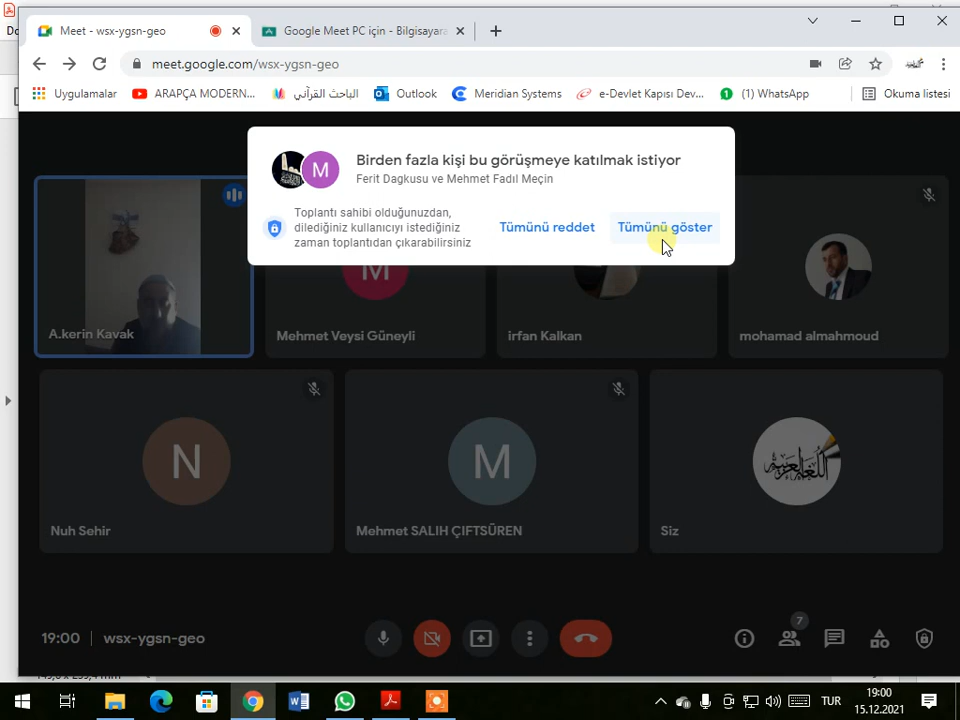 Do
Meet - wsx-ygsn-geo
Google Meet PC için - Bilgisayara
meet.google.com/wsx-ygsn-geo
Uygulamalar
ARAPÇA MODERN...
الباحث القرآني
Outlook
Meridian Systems
e-Devlet Kapısı Dev...
(1) WhatsApp
Okuma listesi
M
Birden fazla kişi bu görüşmeye katılmak istiyor
Ferit Dagkusu ve Mehmet Fadıl Meçin
Toplantı sahibi olduğunuzdan,
dilediğiniz kullanıcıyı istediğiniz
zaman toplantıdan çıkarabilirsiniz
Tümünü reddet
Tümünü göster
A.kerin Kavak
M
Mehmet Veysi Güneyli
irfan Kalkan
mohamad almahmoud
N
Nuh Sehir
M
Mehmet SALIH ÇIFTSÜREN
اللغة العربية
Siz
19:00 | wsx-ygsn-geo
7
TUR
19:00
15.12.2021